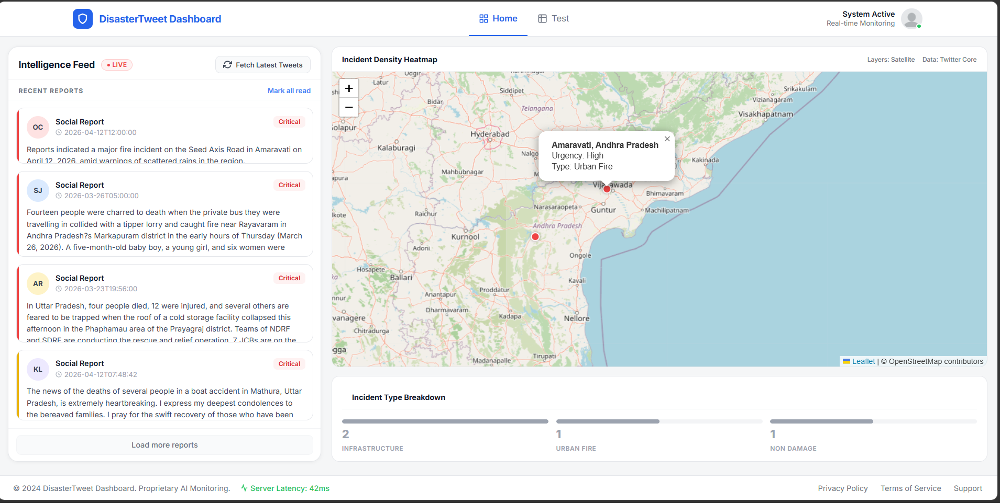 DisasterTweet Dashboard
Home
Test
System Active
Real-time Monitoring
Intelligence Feed
LIVE
Fetch Latest Tweets
RECENT REPORTS
Mark all read
OC
Social Report
2026-04-12T12:00:00
Critical
Reports indicated a major fire incident on the Seed Axis Road in Amaravati on
April 12, 2026, amid warnings of scattered rains in the region.
SJ
Social Report
2026-03-26T05:00:00
Critical
Fourteen people were charred to death when the private bus they were
travelling in collided with a tipper lorry and caught fire near Rayavaram in
Andhra Pradesh?s Markapuram district in the early hours of Thursday (March
26, 2026). A five-month-old baby boy, a young girl, and six women were
AR
Social Report
2026-03-23T19:56:00
Critical
In Uttar Pradesh, four people died, 12 were injured, and several others are
feared to be trapped when the roof of a cold storage facility collapsed this
afternoon in the Phaphamau area of the Prayagraj district. Teams of NDRF
and SDRF are conducting the rescue and relief operation. 7 JCBs are on the
KL
Social Report
2026-04-12T07:48:42
Critical
The news of the deaths of several people in a boat accident in Mathura, Uttar
Pradesh, is extremely heartbreaking. I express my deepest condolences to
the bereaved families. I pray for the swift recovery of those who have been
Load more reports
Incident Density Heatmap
Layers: Satellite
Data: Twitter Core
+
−
Udgir
Latur
Siddipet
Srikakulam
Bidar
Vizianagaram
Telangana
Visakhapatnam
Solapur
Hyderabad
Kalaburagi
Amaravati, Andhra Pradesh
Urgency: High
Type: Urban Fire
×
Nalgo
Kakinada
Mahbubnagar
apura
Vijayawada
Bhimavaram
Narasaraopeta
Guntur
Machilipatnam
Raichur
lkote
Andhra Pradesh
Kurnool
Adoni
Ongole
Hosapete
Ballari
Kavali
Proddatur
Anantapur
nnur
Dharmavaram
Kadapa
Nellore
vanagere
Chitradurga
ogga
Tirupati
Madanapalle
Leaflet | © OpenStreetMap contributors
Incident Type Breakdown
2
INFRASTRUCTURE
1
URBAN FIRE
1
NON DAMAGE
© 2024 DisasterTweet Dashboard. Proprietary AI Monitoring.
Server Latency: 42ms
Privacy Policy
Terms of Service
Support